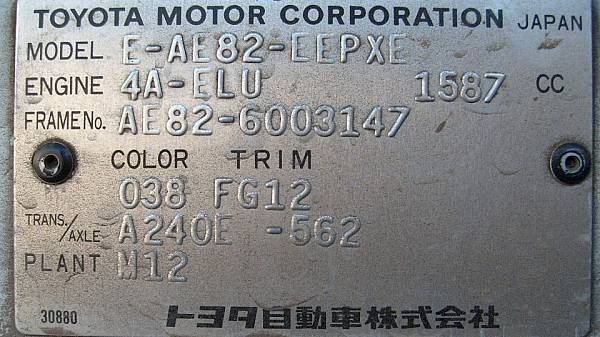 TOYOTA MOTOR CORPORATION JAPAN
MODEL E-AE82-EEPXE
ENGINE 4A-ELU 1587 CC
FRAME No. AE82-6003147
COLOR TRIM
038 FG12
TRANS./AXLE A240E -562
PLANT M12
30880 トヨタ自動車株式会社